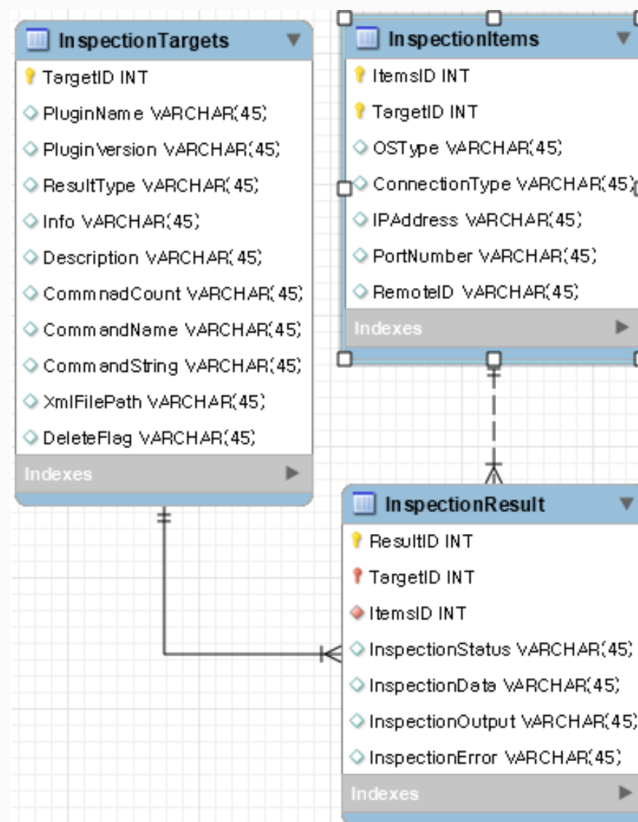 InspectionTargets
TargetID INT
PluginName VARCHAR(45)
PluginVersion VARCHAR(45)
ResultType VARCHAR(45)
Info VARCHAR(45)
Description VARCHAR(45)
CommnadCount VARCHAR(45)
CommandName VARCHAR(45)
CommandString VARCHAR(45)
XmlFilePath VARCHAR(45)
DeleteFlag VARCHAR(45)
Indexes
InspectionItems
ItemsID INT
TargetID INT
OSType VARCHAR(45)
ConnectionType VARCHAR(45)
IPAddress VARCHAR(45)
PortNumber VARCHAR(45)
RemoteID VARCHAR(45)
Indexes
InspectionResult
ResultID INT
TargetID INT
ItemsID INT
InspectionStatus VARCHAR(45)
InspectionData VARCHAR(45)
InspectionOutput VARCHAR(45)
InspectionError VARCHAR(45)
Indexes